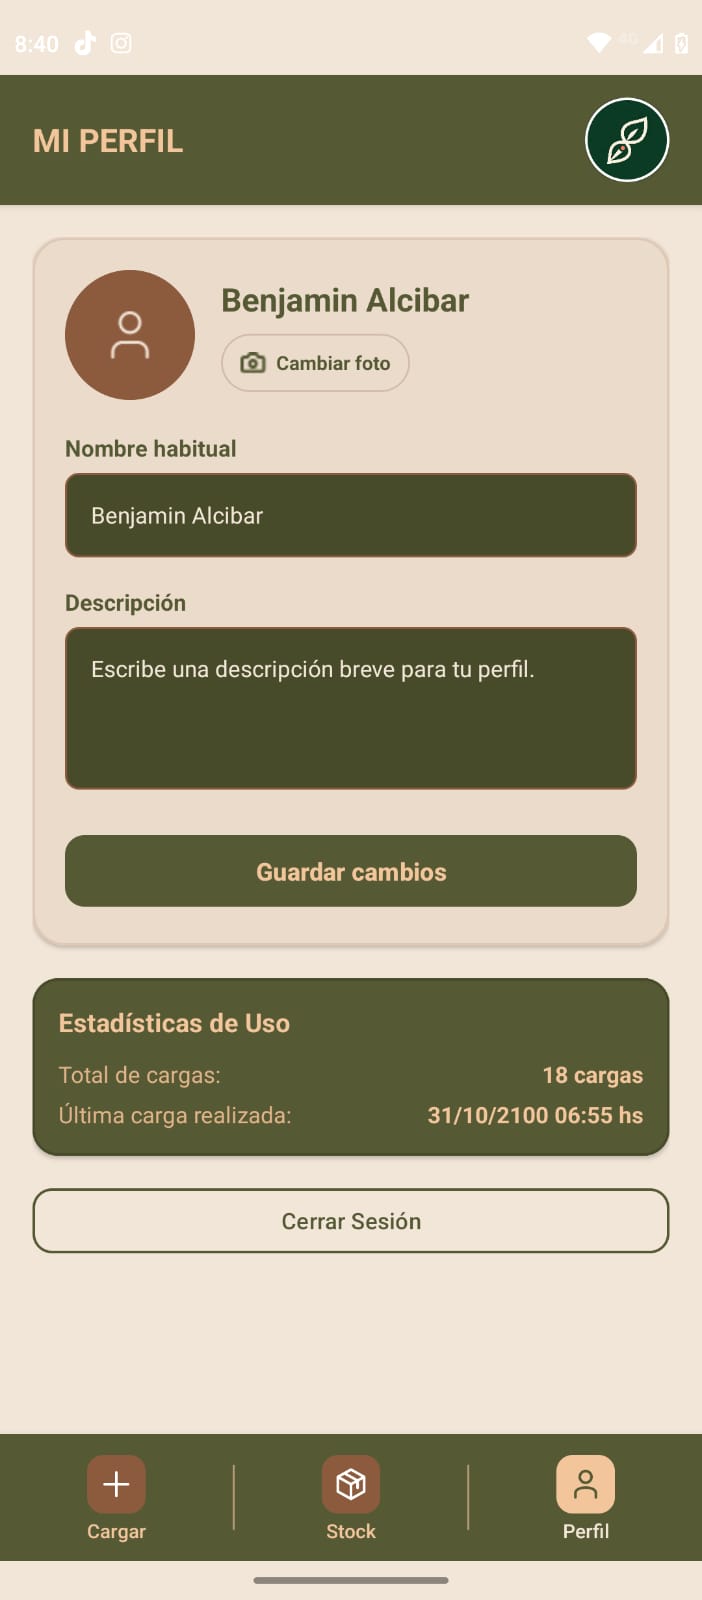 8:40
4G
MI PERFIL
Benjamin Alcibar
Cambiar foto
Nombre habitual
Benjamin Alcibar
Descripción
Escribe una descripción breve para tu perfil.
Guardar cambios
Estadísticas de Uso
Total de cargas: 18 cargas
Última carga realizada: 31/10/2100 06:55 hs
Cerrar Sesión
Cargar
Stock
Perfil